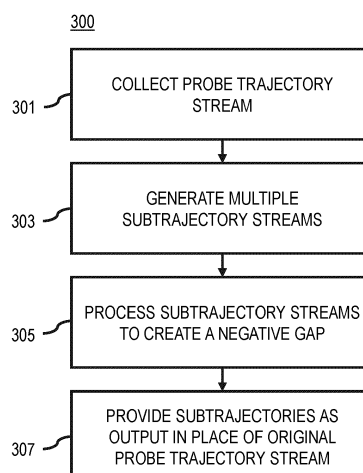 300
301
COLLECT PROBE TRAJECTORY
STREAM
303
GENERATE MULTIPLE
SUBTRAJECTORY STREAMS
305
PROCESS SUBTRAJECTORY STREAMS
TO CREATE A NEGATIVE GAP
307
PROVIDE SUBTRAJECTORIES AS
OUTPUT IN PLACE OF ORIGINAL
PROBE TRAJECTORY STREAM